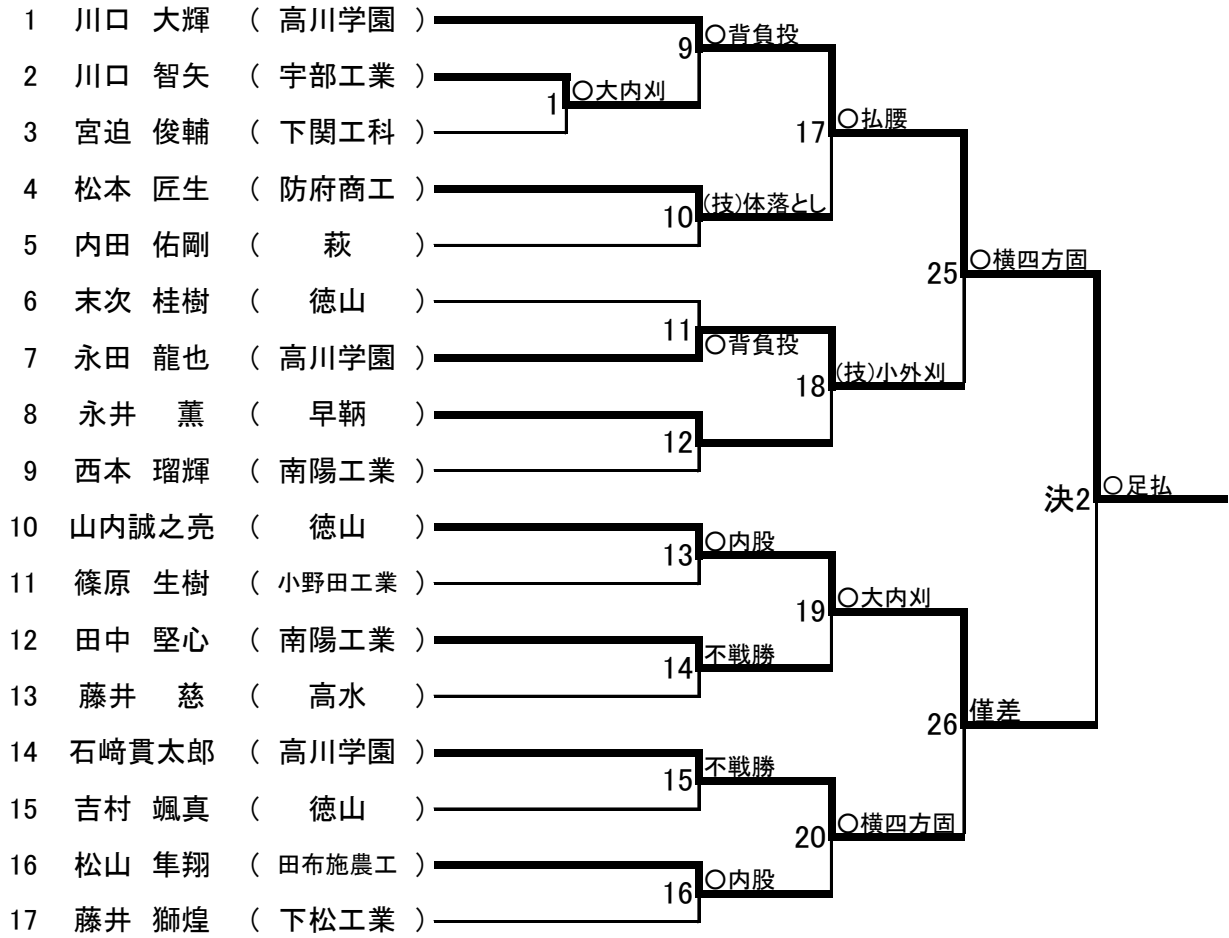 1 川口 大輝 ( 高川学園 )
9 〇背負投
2 川口 智矢 ( 宇部工業 )
1 〇大内刈
3 宮迫 俊輔 ( 下関工科 )
17 〇払腰
4 松本 匠生 ( 防府商工 )
10 (技)体落とし
5 内田 佑剛 ( 萩 )
25 〇横四方固
6 末次 桂樹 ( 徳山 )
11 〇背負投
7 永田 龍也 ( 高川学園 )
18 (技)小外刈
8 永井 薫 ( 早鞆 )
12
9 西本 瑠輝 ( 南陽工業 )
決2 〇足払
10 山内誠之亮 ( 徳山 )
13 〇内股
11 篠原 生樹 ( 小野田工業 )
19 〇大内刈
12 田中 堅心 ( 南陽工業 )
14 不戦勝
13 藤井 慈 ( 高水 )
26 僅差
14 石﨑貫太郎 ( 高川学園 )
15 不戦勝
15 吉村 颯真 ( 徳山 )
20 〇横四方固
16 松山 隼翔 ( 田布施農工 )
16 〇内股
17 藤井 獅煌 ( 下松工業 )